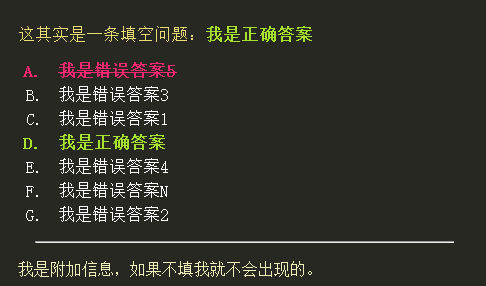 这其实是一条填空问题：我是正确答案
A. 我是错误答案5
B. 我是错误答案3
C. 我是错误答案1
D. 我是正确答案
E. 我是错误答案4
F. 我是错误答案N
G. 我是错误答案2
我是附加信息，如果不填我就不会出现的。